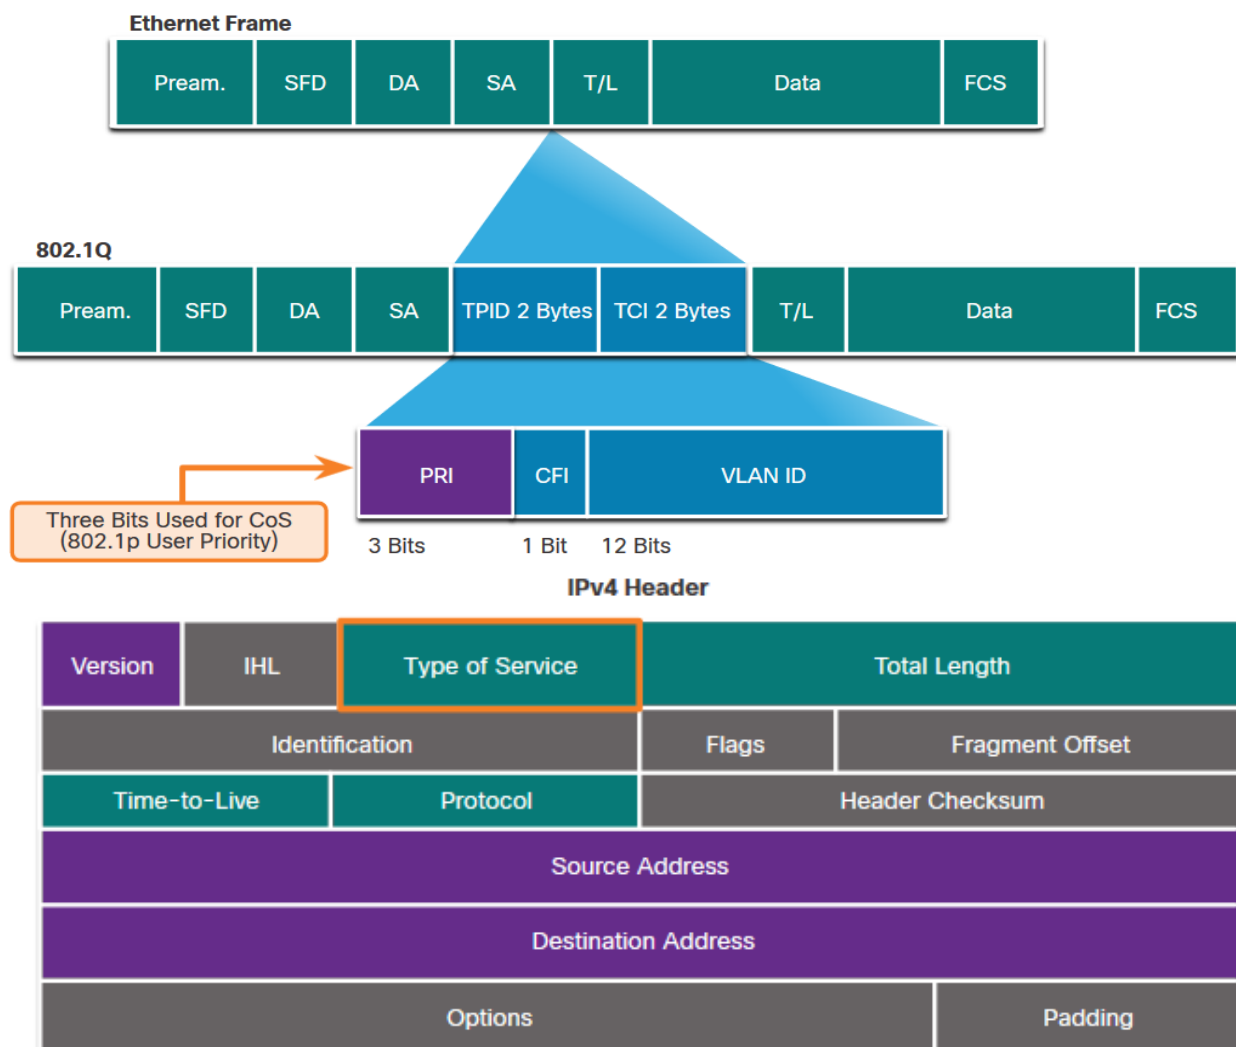 Ethernet Frame
Pream. SFD DA SA T/L Data FCS
802.1Q
Pream. SFD DA SA TPID 2 Bytes TCI 2 Bytes T/L Data FCS
PRI CFI VLAN ID
Three Bits Used for CoS
(802.1p User Priority)
3 Bits 1 Bit 12 Bits
IPv4 Header
Version IHL Type of Service Total Length
Identification Flags Fragment Offset
Time-to-Live Protocol Header Checksum
Source Address
Destination Address
Options Padding